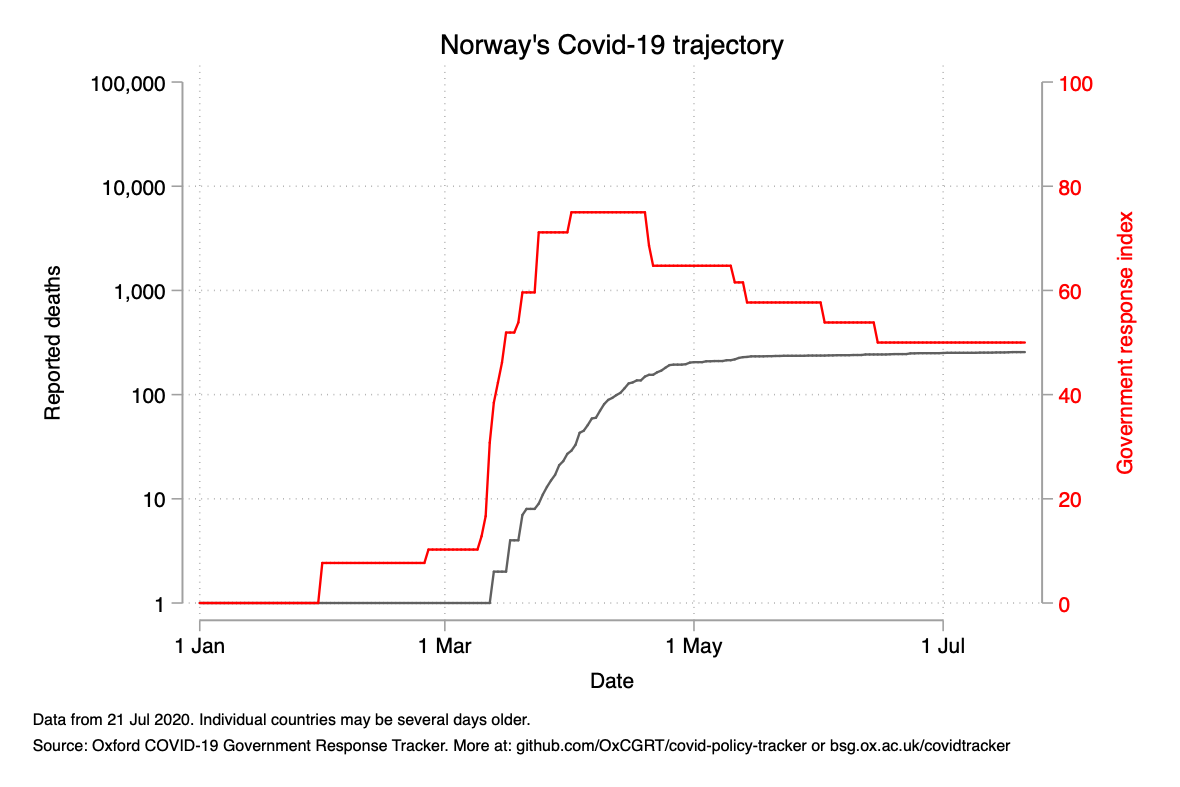 Norway's Covid-19 trajectory
100,000
10,000
1,000
100
10
1
Reported deaths
100
80
60
40
20
0
Government response index
1 Jan
1 Mar
1 May
1 Jul
Date
Data from 21 Jul 2020. Individual countries may be several days older.
Source: Oxford COVID-19 Government Response Tracker. More at: github.com/OxCGRT/covid-policy-tracker or bsg.ox.ac.uk/covidtracker